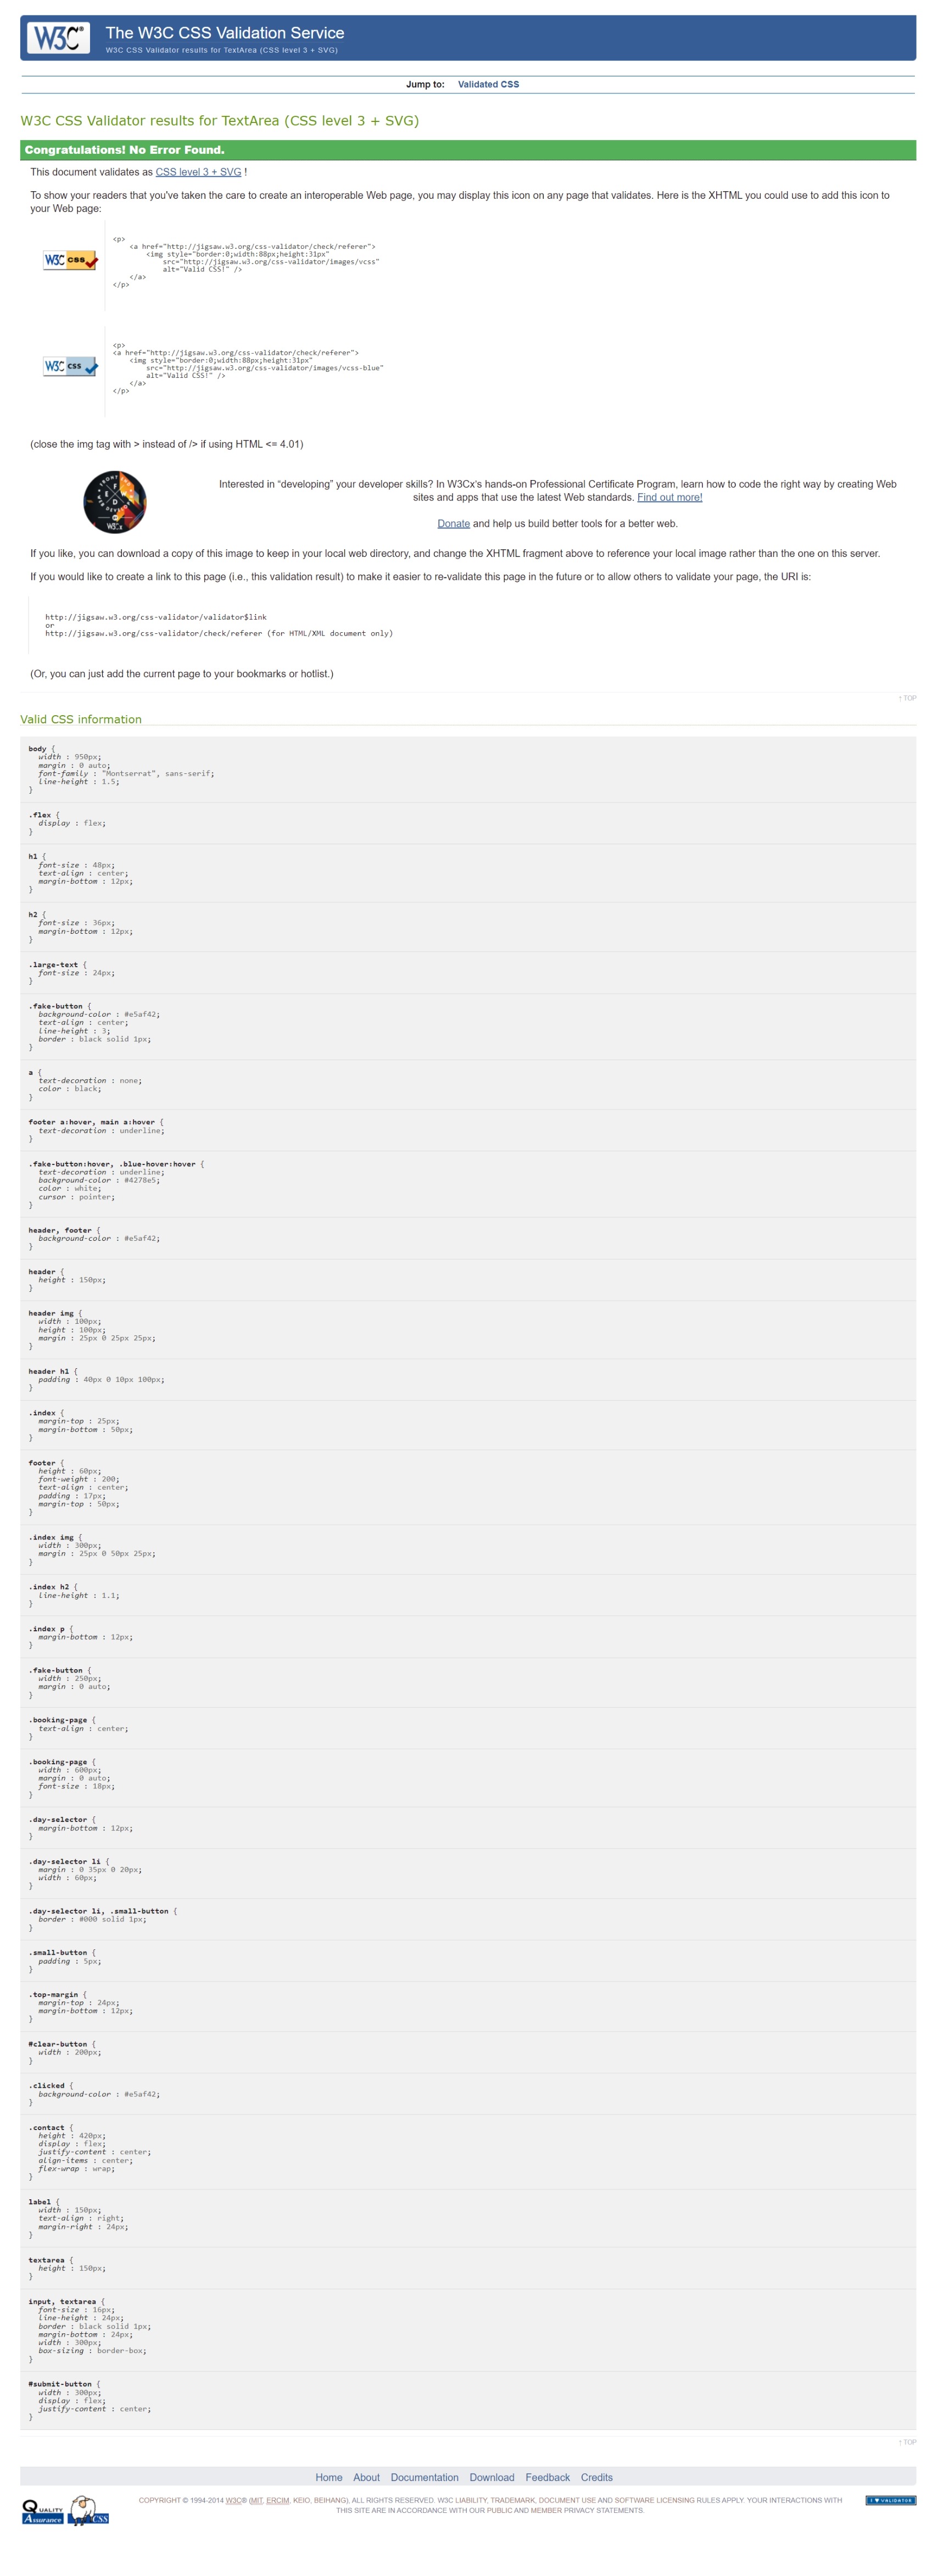 W3C®
The W3C CSS Validation Service
W3C CSS Validator results for TextArea (CSS level 3 + SVG)
Jump to: Validated CSS
W3C CSS Validator results for TextArea (CSS level 3 + SVG)
Congratulations! No Error Found.
This document validates as CSS level 3 + SVG !
To show your readers that you've taken the care to create an interoperable Web page, you may display this icon on any page that validates. Here is the XHTML you could use to add this icon to
your Web page:
W3C css
<p>
<a href="http://jigsaw.w3.org/css-validator/check/referer">
<img style="border:0;width:88px;height:31px"
src="http://jigsaw.w3.org/css-validator/images/vcss"
alt="Valid CSS!" />
</a>
</p>
W3C css
<p>
<a href="http://jigsaw.w3.org/css-validator/check/referer">
<img style="border:0;width:88px;height:31px"
src="http://jigsaw.w3.org/css-validator/images/vcss-blue"
alt="Valid CSS!" />
</a>
</p>
(close the img tag with > instead of /> if using HTML <= 4.01)
Interested in “developing” your developer skills? In W3Cx's hands-on Professional Certificate Program, learn how to code the right way by creating Web
sites and apps that use the latest Web standards. Find out more!
W3Cx
Donate and help us build better tools for a better web.
If you like, you can download a copy of this image to keep in your local web directory, and change the XHTML fragment above to reference your local image rather than the one on this server.
If you would like to create a link to this page (i.e., this validation result) to make it easier to re-validate this page in the future or to allow others to validate your page, the URI is:
http://jigsaw.w3.org/css-validator/validator$link
or
http://jigsaw.w3.org/css-validator/check/referer (for HTML/XML document only)
(Or, you can just add the current page to your bookmarks or hotlist.)
↑ TOP
Valid CSS information
body {
width : 950px;
margin : 0 auto;
font-family : "Montserrat", sans-serif;
line-height : 1.5;
}
.flex {
display : flex;
}
h1 {
font-size : 48px;
text-align : center;
margin-bottom : 12px;
}
h2 {
font-size : 36px;
margin-bottom : 12px;
}
.large-text {
font-size : 24px;
}
.fake-button {
background-color : #e5af42;
text-align : center;
line-height : 3;
border : black solid 1px;
}
a {
text-decoration : none;
color : black;
}
footer a:hover, main a:hover {
text-decoration : underline;
}
.fake-button:hover, .blue-hover:hover {
text-decoration : underline;
background-color : #4278e5;
color : white;
cursor : pointer;
}
header, footer {
background-color : #e5af42;
}
header {
height : 150px;
}
header img {
width : 100px;
height : 100px;
margin : 25px 0 25px 25px;
}
header h1 {
padding : 40px 0 10px 100px;
}
.index {
margin-top : 25px;
margin-bottom : 50px;
}
footer {
height : 60px;
font-weight : 200;
text-align : center;
padding : 17px;
margin-top : 50px;
}
.index img {
width : 300px;
margin : 25px 0 50px 25px;
}
.index h2 {
line-height : 1.1;
}
.index p {
margin-bottom : 12px;
}
.fake-button {
width : 250px;
margin : 0 auto;
}
.booking-page {
text-align : center;
}
.booking-page {
width : 600px;
margin : 0 auto;
font-size : 18px;
}
.day-selector {
margin-bottom : 12px;
}
.day-selector li {
margin : 0 35px 0 20px;
width : 60px;
}
.day-selector li, .small-button {
border : #000 solid 1px;
}
.small-button {
padding : 5px;
}
.top-margin {
margin-top : 24px;
margin-bottom : 12px;
}
#clear-button {
width : 200px;
}
.clicked {
background-color : #e5af42;
}
.contact {
height : 420px;
display : flex;
justify-content : center;
align-items : center;
flex-wrap : wrap;
}
label {
width : 150px;
text-align : right;
margin-right : 24px;
}
textarea {
height : 150px;
}
input, textarea {
font-size : 16px;
line-height : 24px;
border : black solid 1px;
margin-bottom : 24px;
width : 300px;
box-sizing : border-box;
}
#submit-button {
width : 300px;
display : flex;
justify-content : center;
}
↑ TOP
Home About Documentation Download Feedback Credits
QUALITY
Assurance
CSS
COPYRIGHT © 1994-2014 W3C® (MIT, ERCIM, KEIO, BEIHANG), ALL RIGHTS RESERVED. W3C LIABILITY, TRADEMARK, DOCUMENT USE AND SOFTWARE LICENSING RULES APPLY. YOUR INTERACTIONS WITH
THIS SITE ARE IN ACCORDANCE WITH OUR PUBLIC AND MEMBER PRIVACY STATEMENTS.
I ♥ VALIDATOR